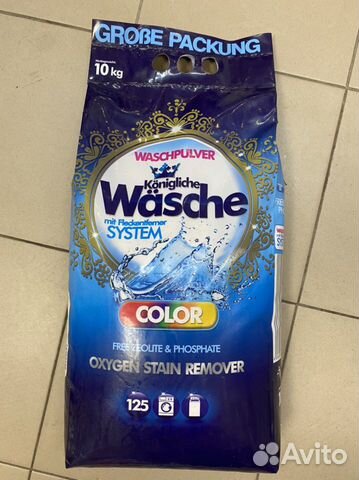 GROßE PACKUNG
10 kg
WASCHPULVER
Königliche
Wäsche
mit Fleckentferner
SYSTEM
COLOR
FREE ZEOLITE & PHOSPHATE
OXYGEN STAIN REMOVER
125
Avito